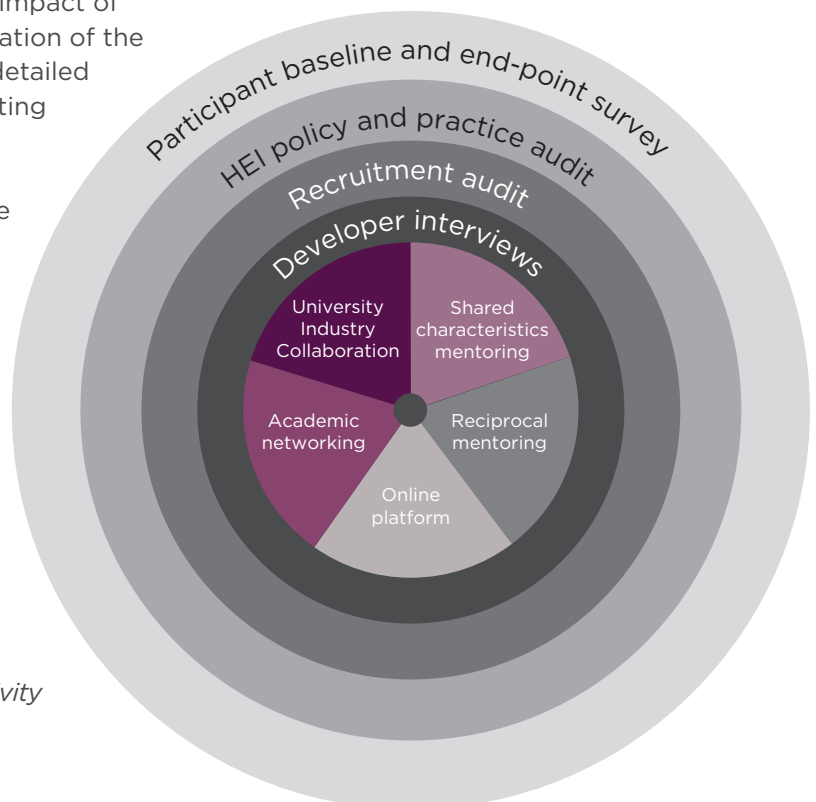 impact of
ation of the
detailed
ting
e
ivity
Participant baseline and end-point survey
HEI policy and practice audit
Recruitment audit
Developer interviews
University
Industry
Collaboration
Shared
characteristics
mentoring
Academic
networking
Reciprocal
mentoring
Online
platform